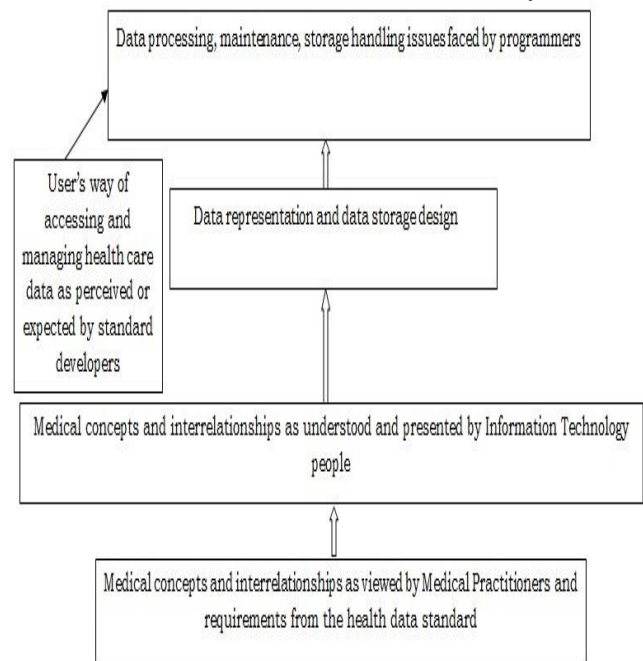 Data processing, maintenance, storage handling issues faced by programmers
User's way of
accessing and
managing health care
data as perceived or
expected by standard
developers
Data representation and data storage design
Medical concepts and interrelationships as understood and presented by Information Technology
people
Medical concepts and interrelationships as viewed by Medical Practitioners and
requirements from the health data standard